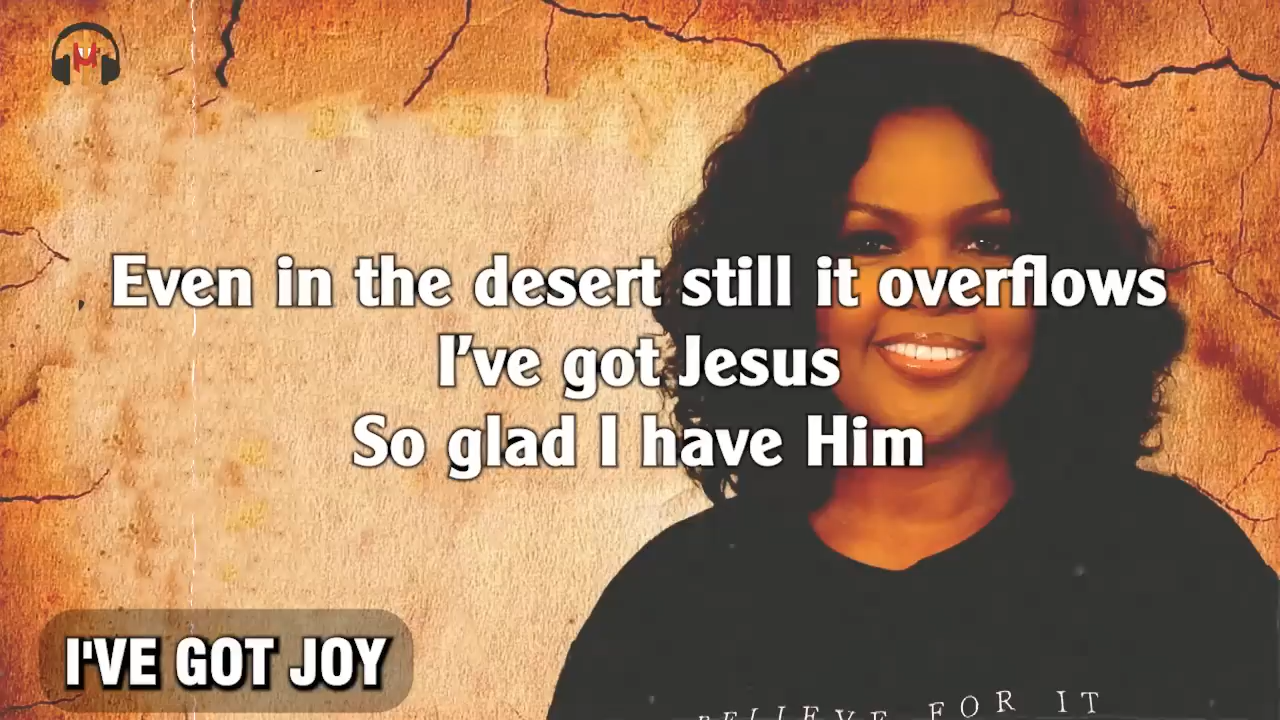 Even in the desert still it overflows
I've got Jesus
So glad I have Him
I'VE GOT JOY
BELIEVE FOR IT